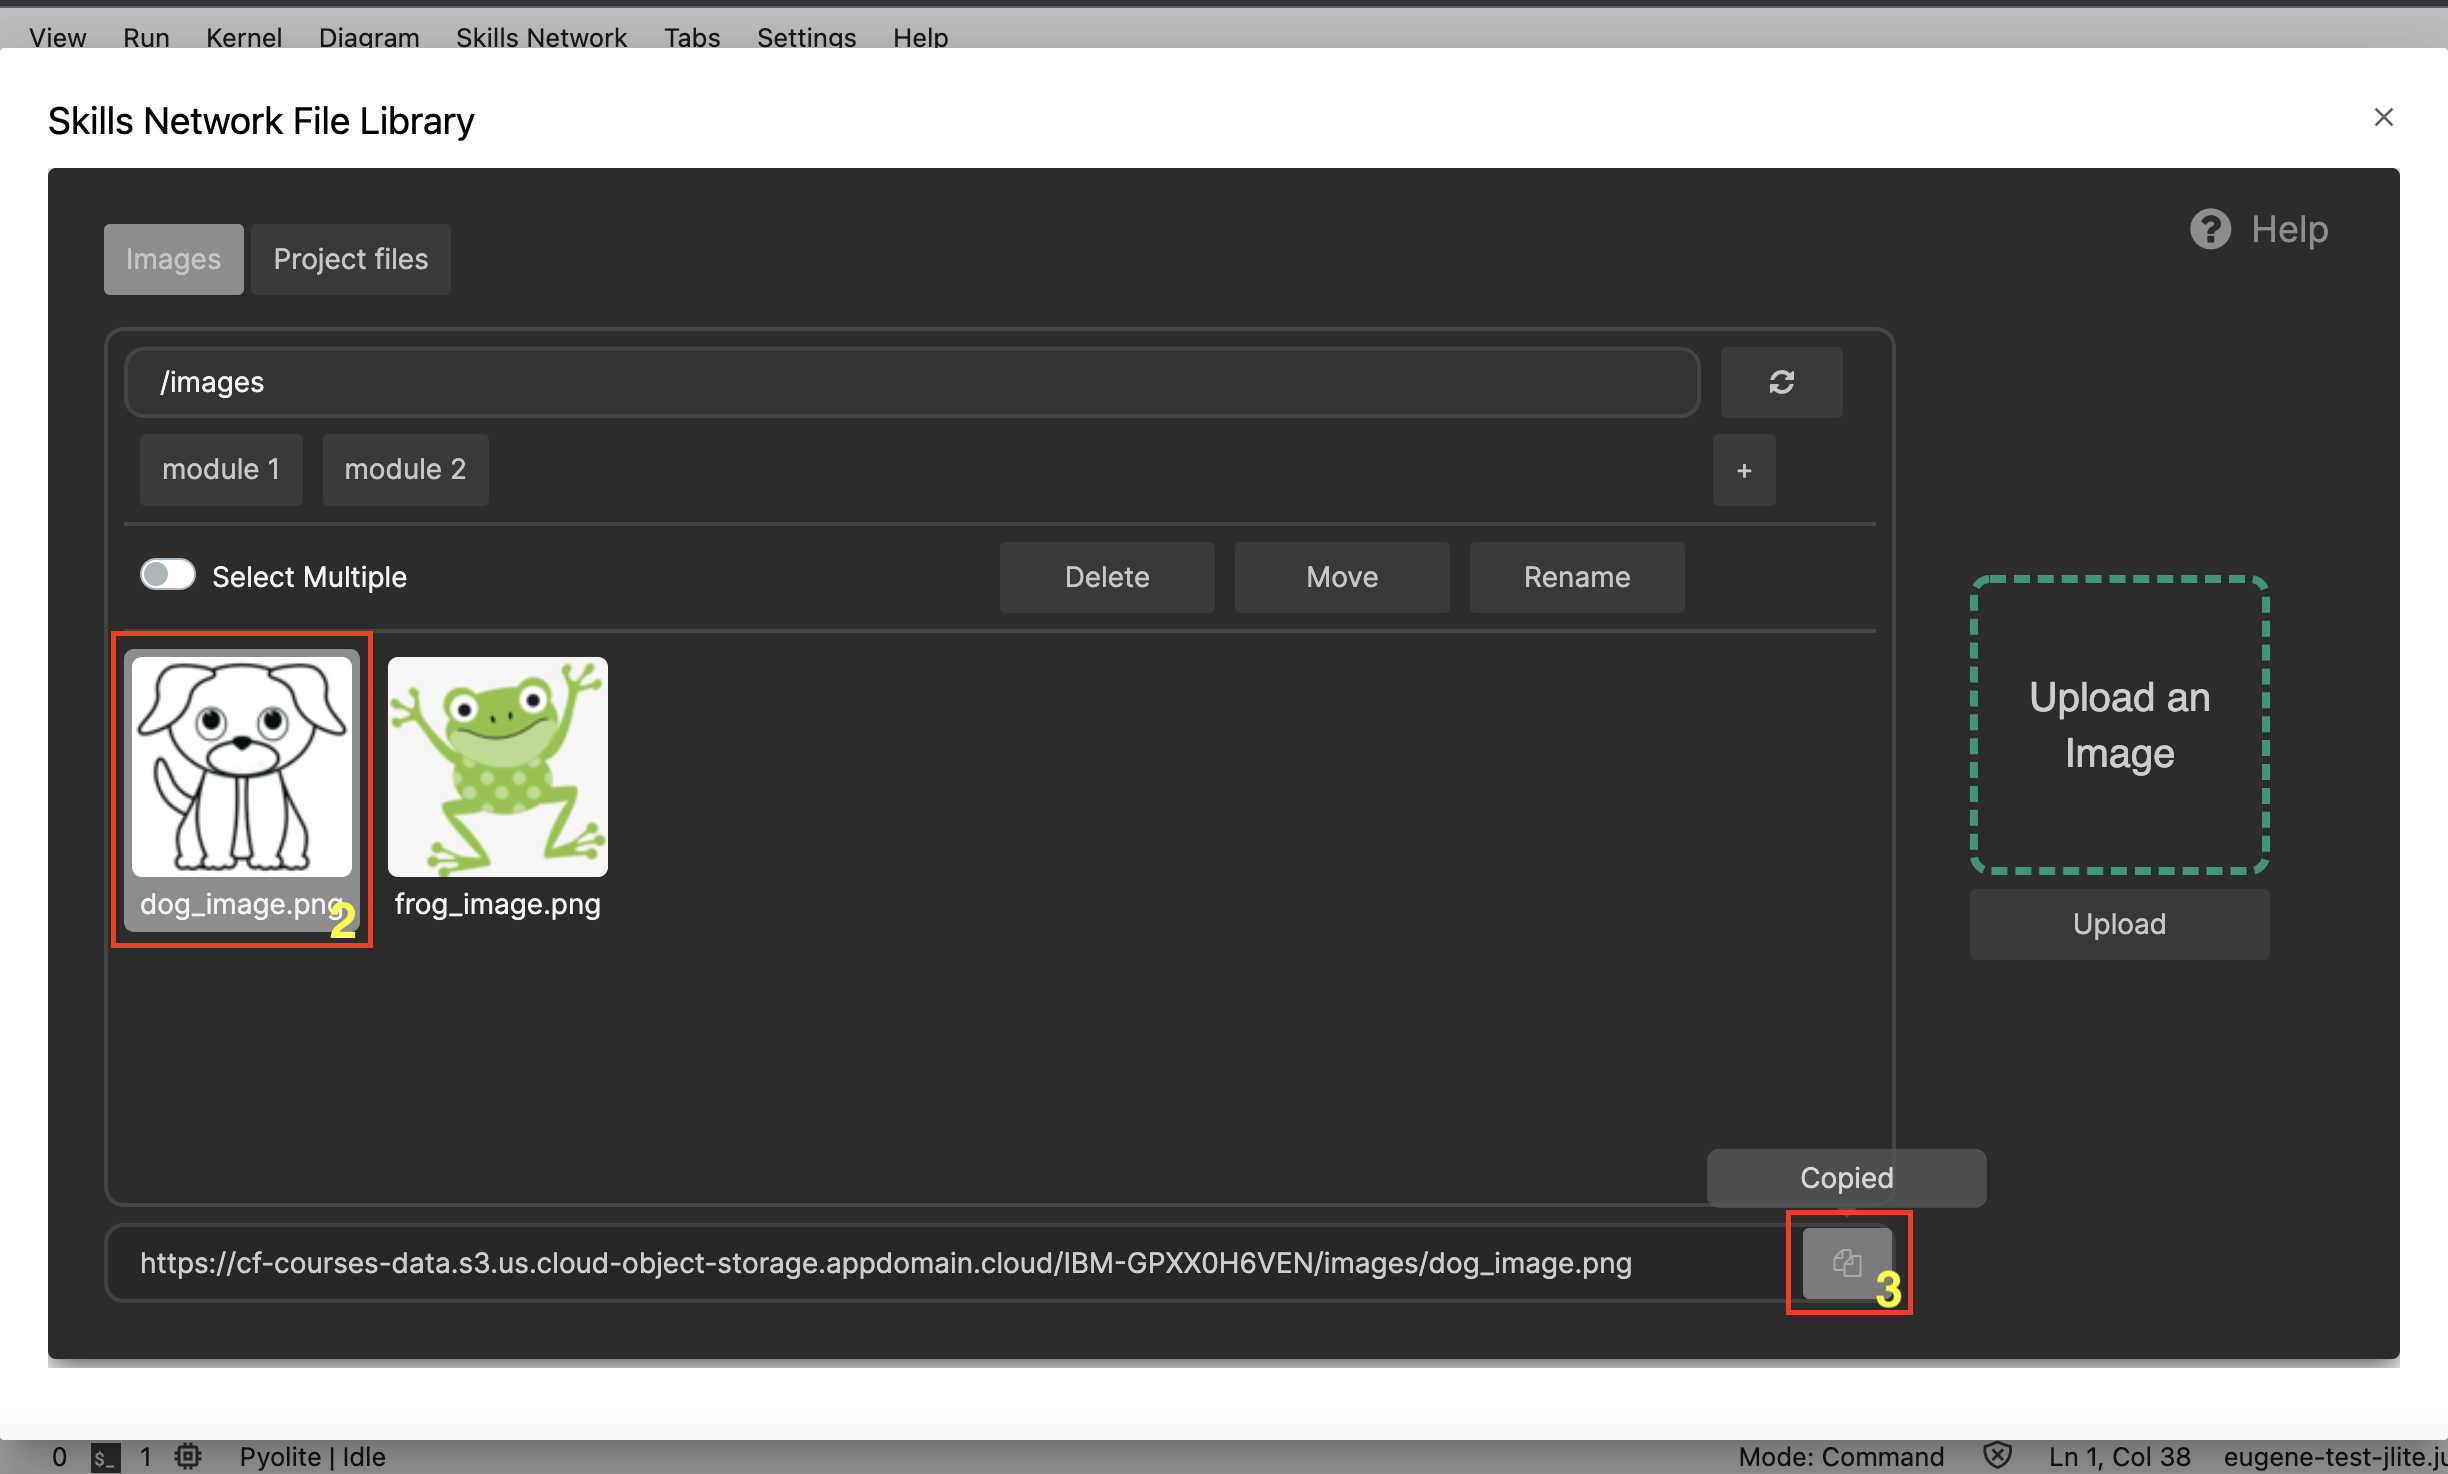 View Run Kernel Diagram Skills Network Tabs Settings Help
Skills Network File Library
Images Project files
Help
/images
module 1 module 2
+
Select Multiple Delete Move Rename
Upload an
Image
dog_image.png
2
frog_image.png
Upload
Copied
https://cf-courses-data.s3.us.cloud-object-storage.appdomain.cloud/IBM-GPXX0H6VEN/images/dog_image.png
3
0 $_ 1 Pyolite | Idle Mode: Command Ln 1, Col 38 eugene-test-jlite.ju